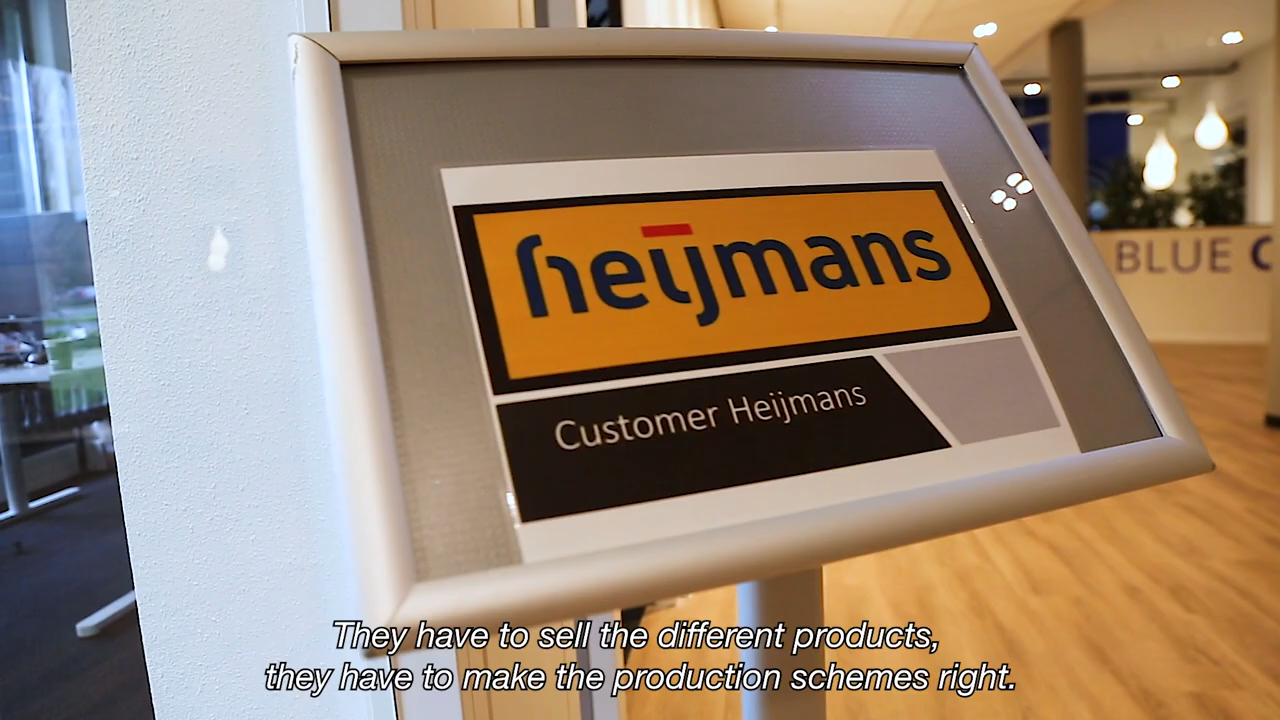 heijmans
Customer Heijmans
BLUE
They have to sell the different products,
they have to make the production schemes right.